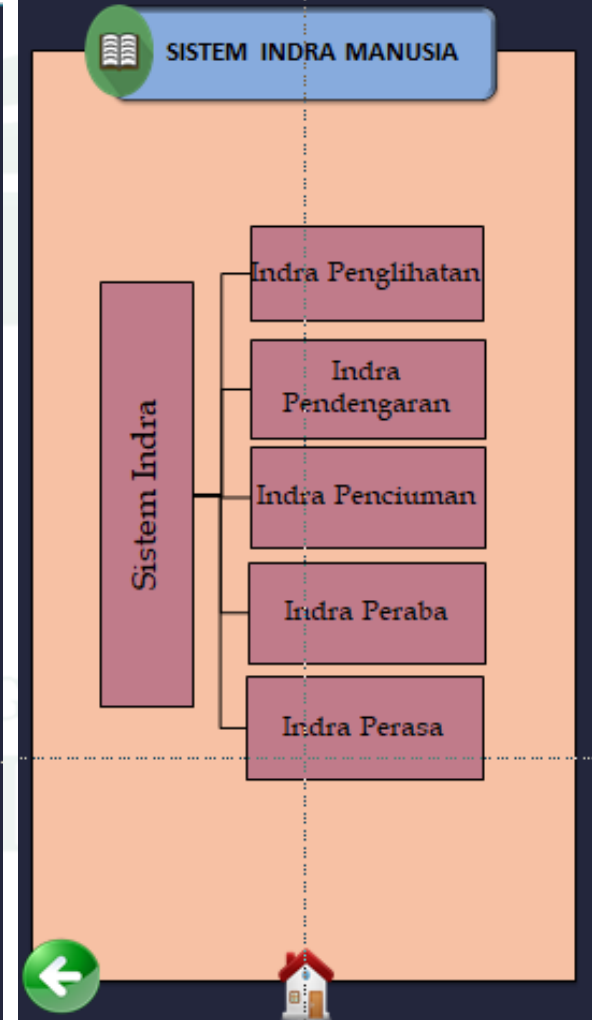 SISTEM INDRA MANUSIA
Sistem Indra
Indra Penglihatan
Indra
Pendengaran
Indra Penciuman
Indra Peraba
Indra Perasa